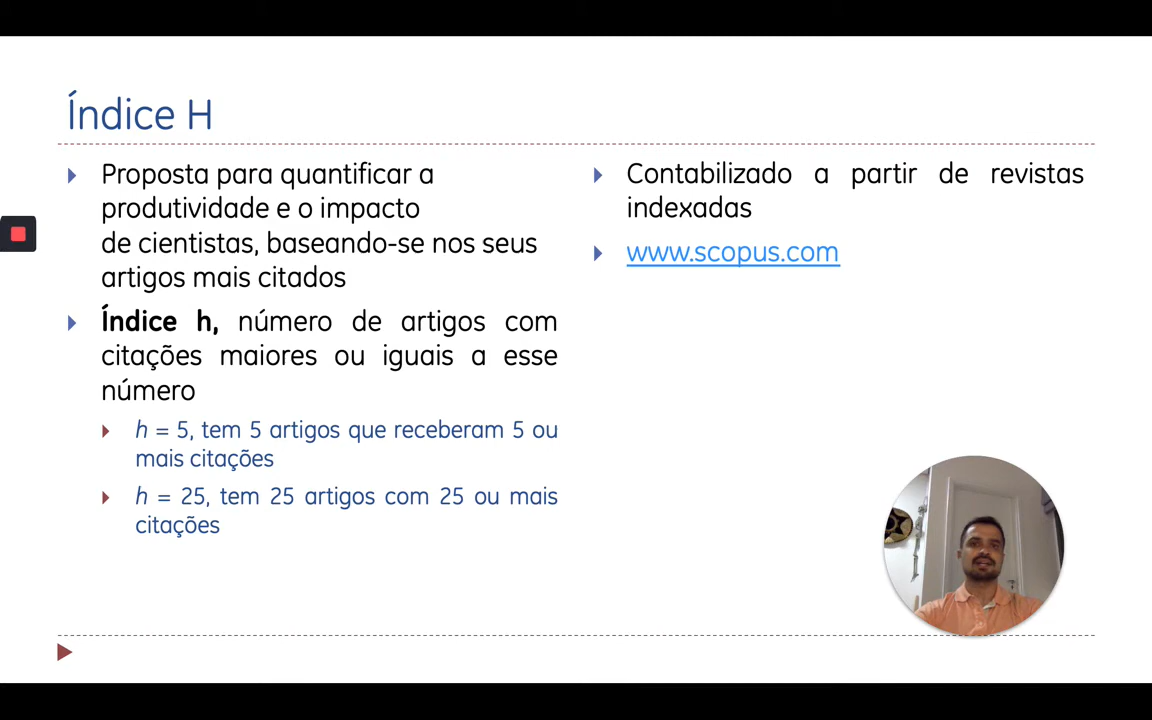 Índice H
Proposta para quantificar a
produtividade e o impacto
de cientistas, baseando-se nos seus
artigos mais citados
Índice h, número de artigos com
citações maiores ou iguais a esse
número
h = 5, tem 5 artigos que receberam 5 ou
mais citações
h = 25, tem 25 artigos com 25 ou mais
citações
Contabilizado a partir de revistas
indexadas
www.scopus.com